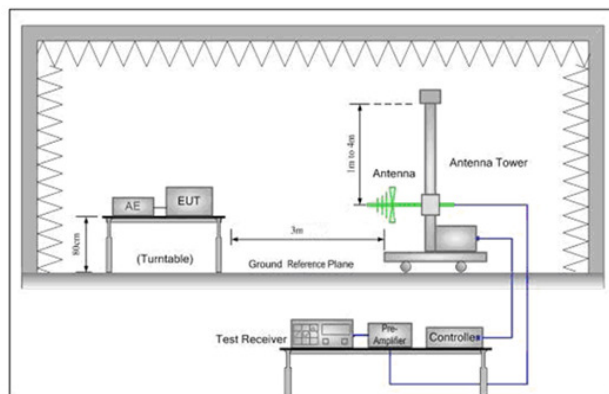 1m to 4m
Antenna
Antenna Tower
AE
EUT
80cm
(Turntable)
3m
Ground Reference Plane
Test Receiver
Pre-
Amplifier
Controller